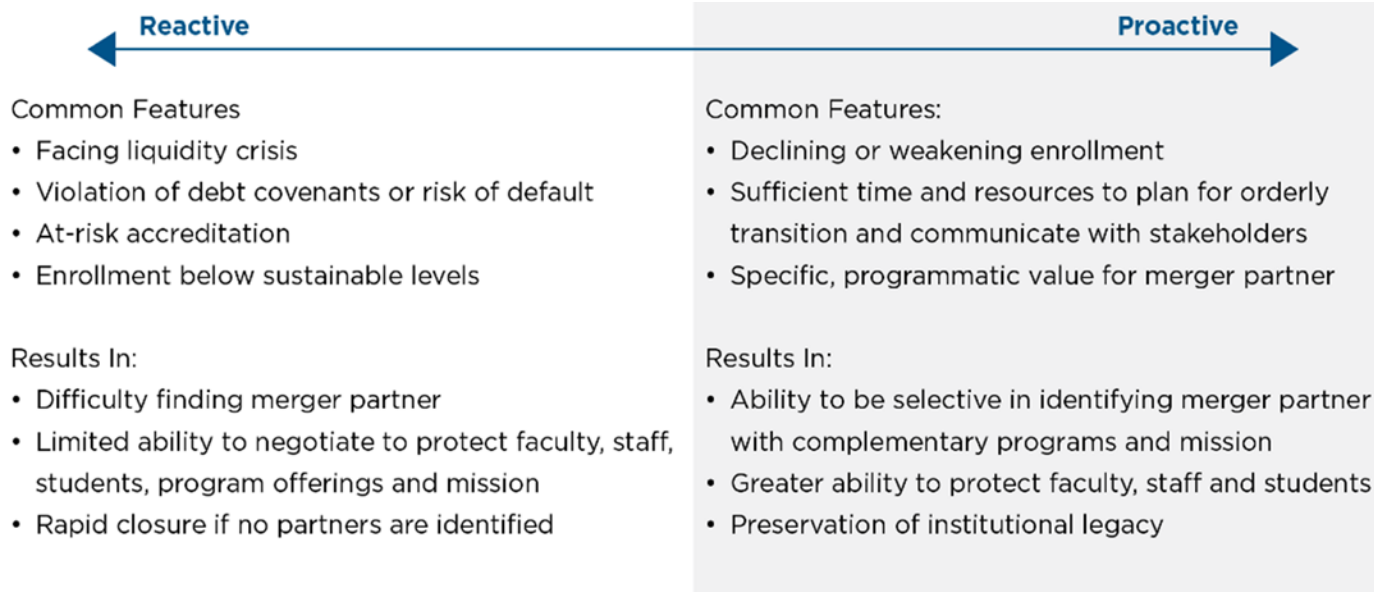 Reactive
Proactive
Common Features
• Facing liquidity crisis
• Violation of debt covenants or risk of default
• At-risk accreditation
• Enrollment below sustainable levels
Results In:
• Difficulty finding merger partner
• Limited ability to negotiate to protect faculty, staff,
students, program offerings and mission
• Rapid closure if no partners are identified
Common Features:
• Declining or weakening enrollment
• Sufficient time and resources to plan for orderly
transition and communicate with stakeholders
• Specific, programmatic value for merger partner
Results In:
• Ability to be selective in identifying merger partner
with complementary programs and mission
• Greater ability to protect faculty, staff and students
• Preservation of institutional legacy